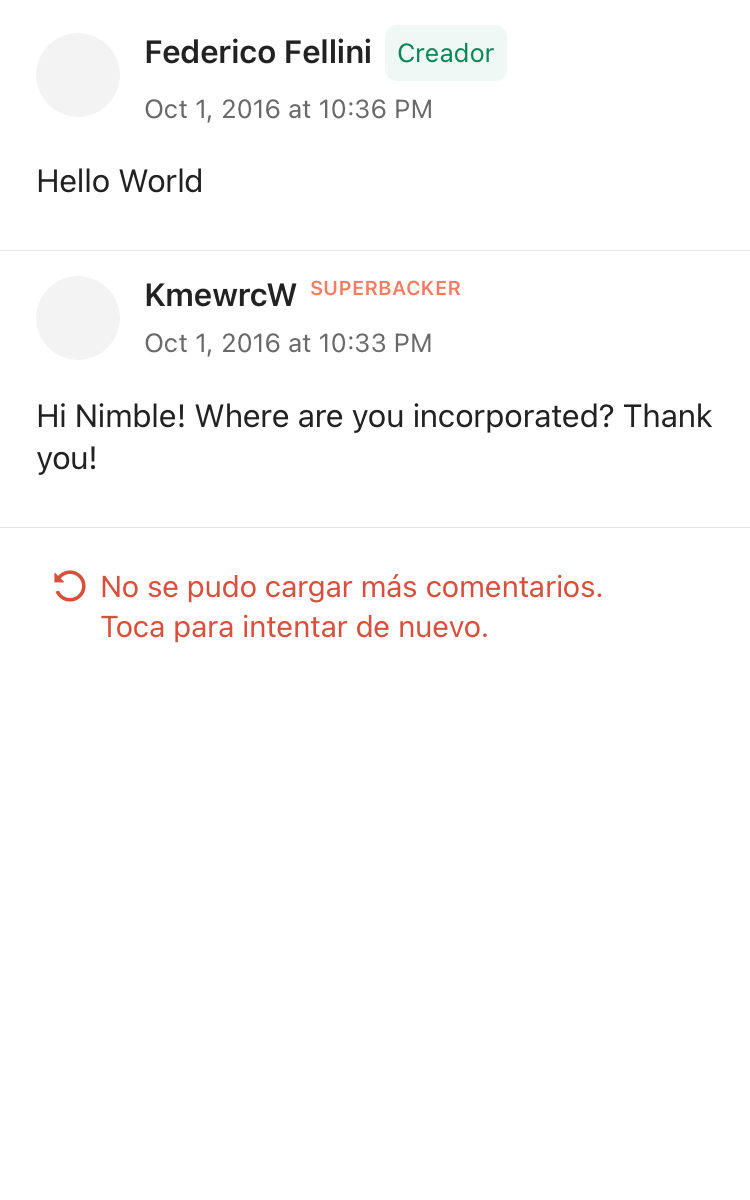 Federico Fellini Creador
Oct 1, 2016 at 10:36 PM
Hello World
KmewrcW SUPERBACKER
Oct 1, 2016 at 10:33 PM
Hi Nimble! Where are you incorporated? Thank
you!
No se pudo cargar más comentarios.
Toca para intentar de nuevo.